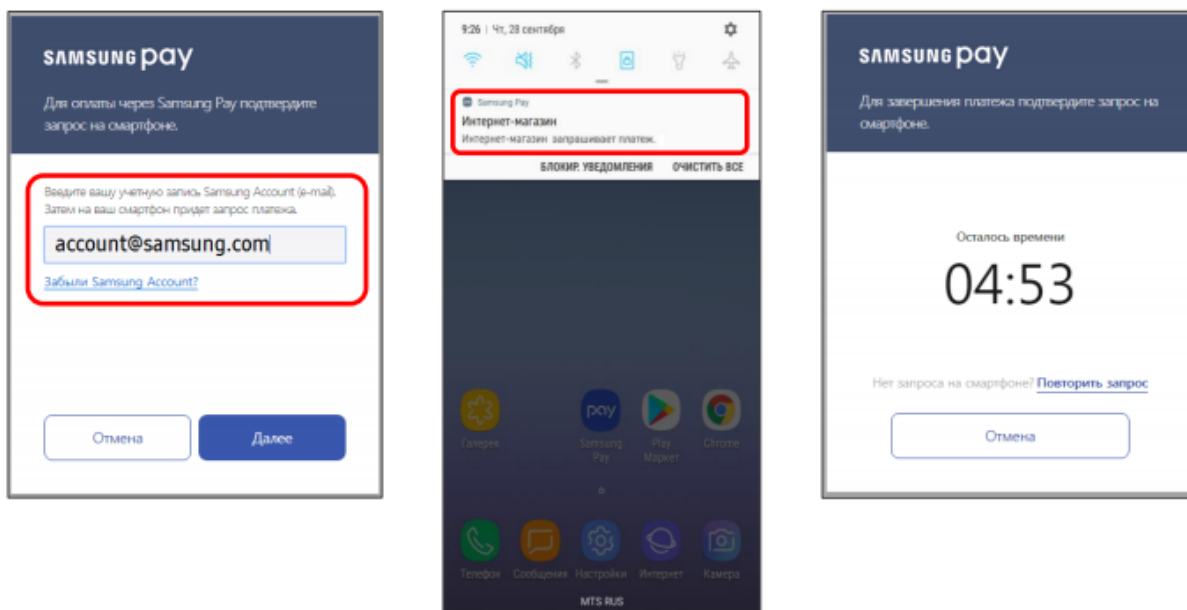 SAMSUNG pay
Для оплаты через Samsung Pay подтвердите
запрос на смартфоне.
Введите вашу учетную запись Samsung Account (e-mail).
Затем на ваш смартфон придет запрос платежа.
account@samsung.com
Забыли Samsung Account?
Отмена
Далее
9:26 | Чт, 28 сентября
Samsung Pay
Интернет-магазин
Интернет-магазин запрашивает платеж.
БЛОКИР. УВЕДОМЛЕНИЯ ОЧИСТИТЬ ВСЕ
pay
Галерея
Samsung
Pay
Play
Маркет
Chrome
Телефон
Сообщения
Настройки
Интернет
Камера
MTS RUS
SAMSUNG pay
Для завершения платежа подтвердите запрос на
смартфоне.
Осталось времени
04:53
Нет запроса на смартфоне? Повторить запрос
Отмена